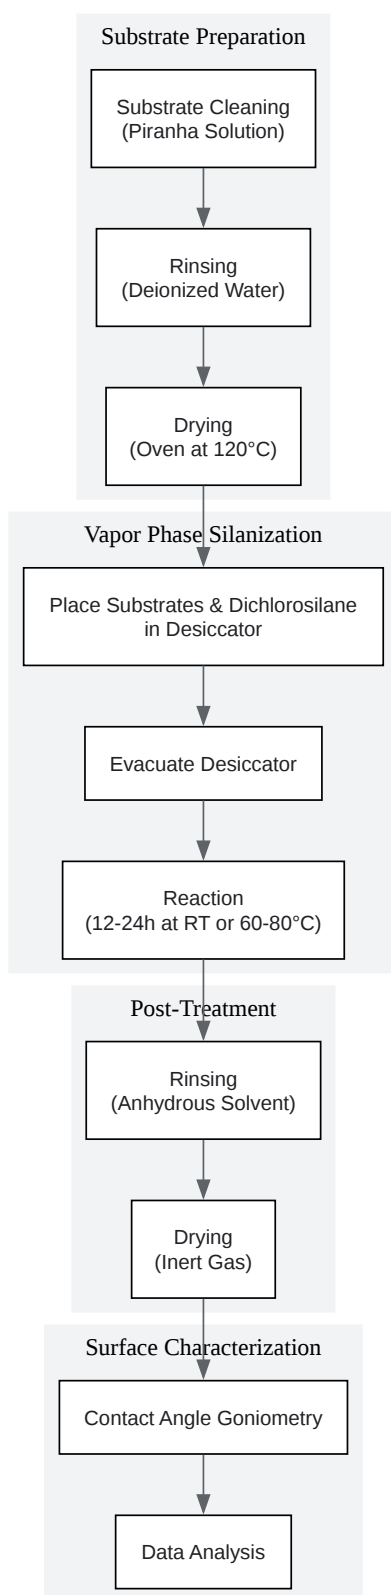 Substrate Preparation
Substrate Cleaning
(Piranha Solution)
Rinsing
(Deionized Water)
Drying
(Oven at 120°C)
Vapor Phase Silanization
Place Substrates & Dichlorosilane
in Desiccator
Evacuate Desiccator
Reaction
(12-24h at RT or 60-80°C)
Post-Treatment
Rinsing
(Anhydrous Solvent)
Drying
(Inert Gas)
Surface Characterization
Contact Angle Goniometry
Data Analysis